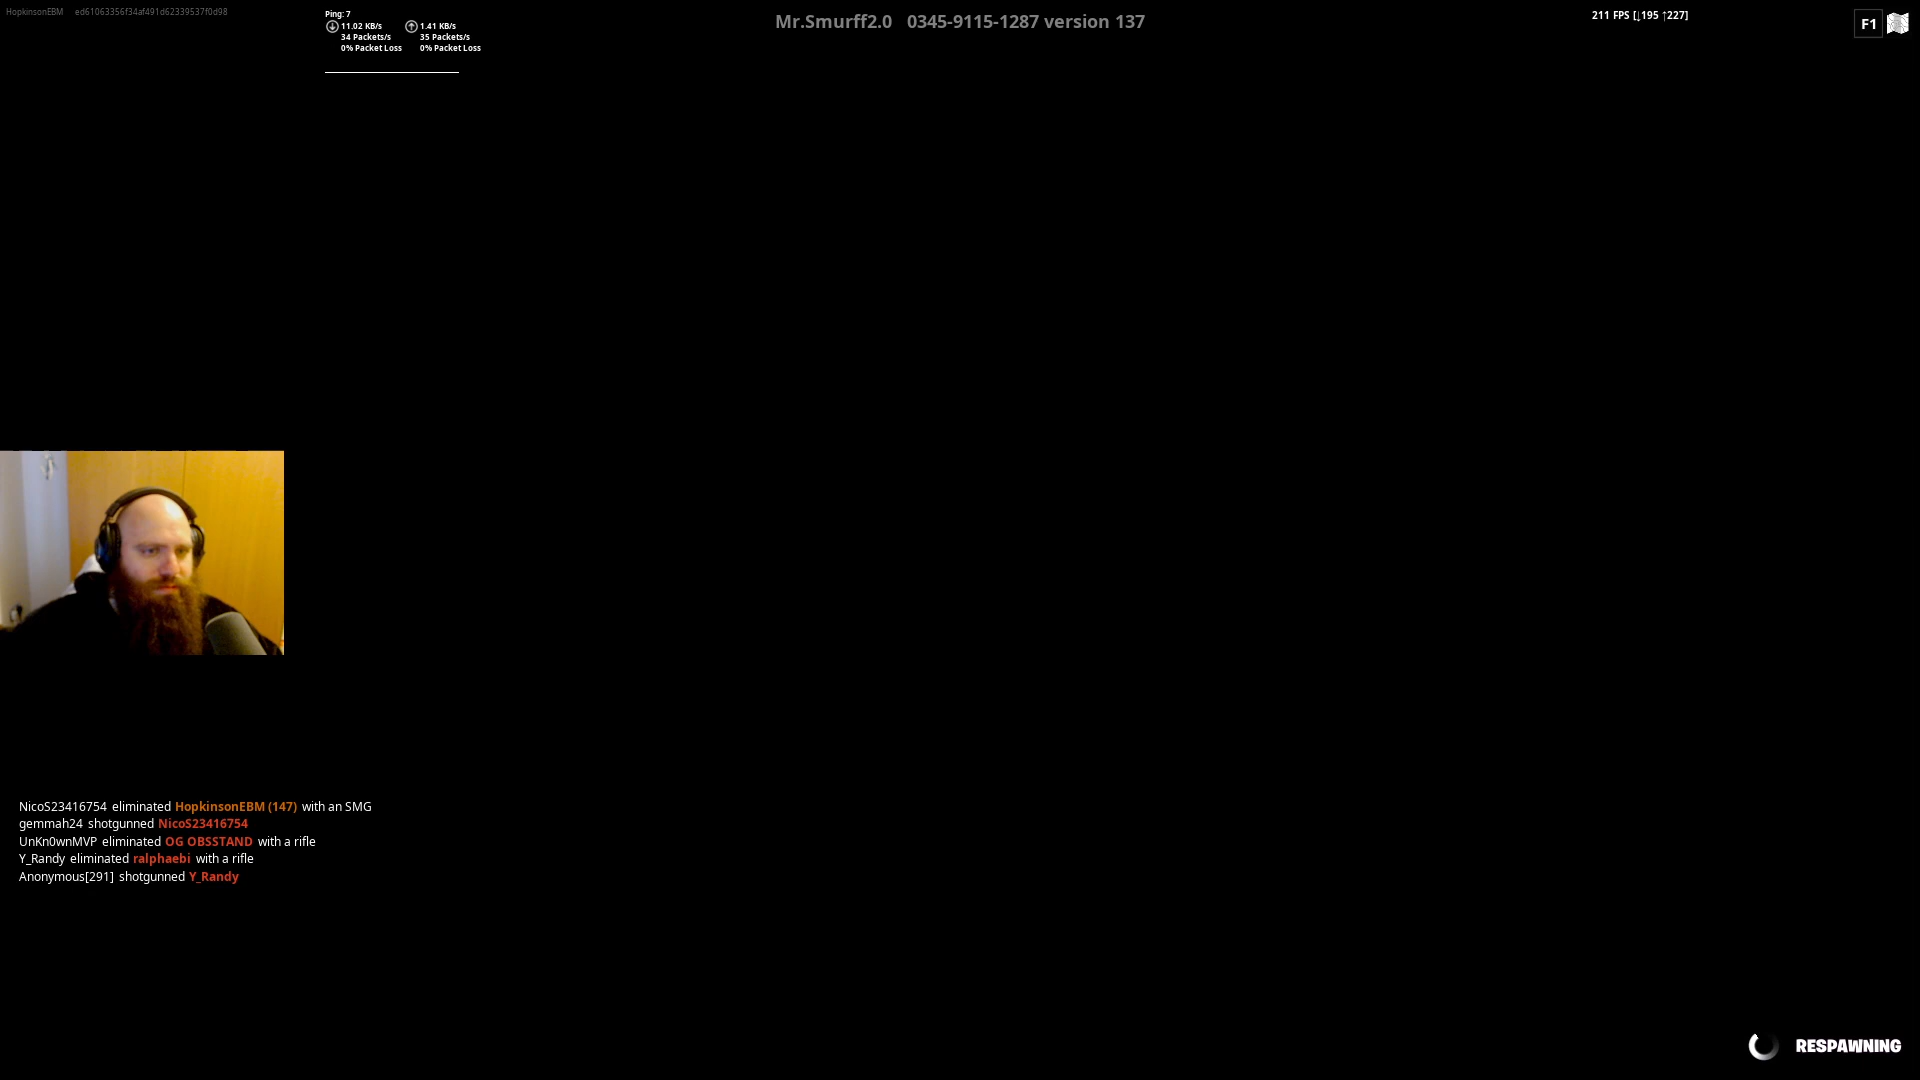 HopkinsonEBM ed61063356f34af491d62339537f0d98
Ping: 7
11.02 KB/s 1.41 KB/s
34 Packets/s 35 Packets/s
0% Packet Loss 0% Packet Loss
Mr.Smurff2.0 0345-9115-1287 version 137
211 FPS [↓195 ↑227]
F1
NicoS23416754 eliminated HopkinsonEBM (147) with an SMG
gemmah24 shotgunned NicoS23416754
UnKn0wnMVP eliminated OG OBSSTAND with a rifle
Y_Randy eliminated ralphaebi with a rifle
Anonymous[291] shotgunned Y_Randy
RESPAWNING